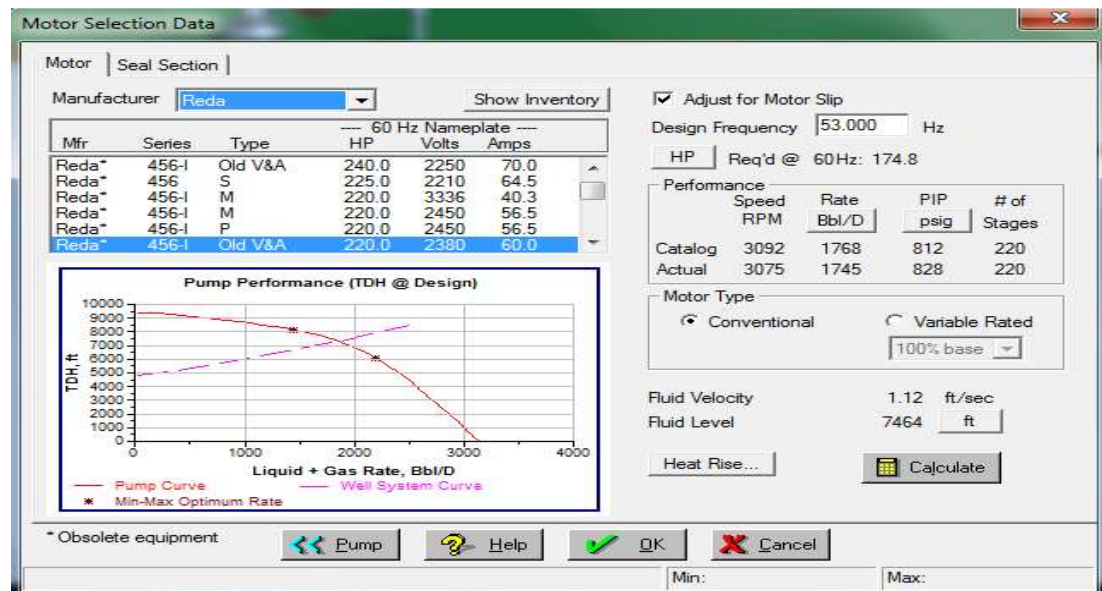 Motor Selection Data
Motor Seal Section
Manufacturer Reda Show Inventory
---- 60 Hz Nameplate ----
Mfr Series Type HP Volts Amps
Reda* 456-I Old V&A 240.0 2250 70.0
Reda* 456 S 225.0 2210 64.5
Reda* 456-I M 220.0 3336 40.3
Reda* 456-I M 220.0 2450 56.5
Reda* 456-I P 220.0 2450 56.5
Reda* 456-I Old V&A 220.0 2380 60.0
Pump Performance (TDH @ Design)
TDH, ft
10000
9000
8000
7000
6000
5000
4000
3000
2000
1000
0
0 1000 2000 3000 4000
Liquid + Gas Rate, Bbl/D
Pump Curve Well System Curve
* Min-Max Optimum Rate
Adjust for Motor Slip
Design Frequency 53.000 Hz
HP Req'd @ 60Hz: 174.8
Performance
Speed Rate PIP # of
RPM Bbl/D psig Stages
Catalog 3092 1768 812 220
Actual 3075 1745 828 220
Motor Type
Conventional Variable Rated
100% base
Fluid Velocity 1.12 ft/sec
Fluid Level 7464 ft
Heat Rise... Calculate
* Obsolete equipment Pump Help OK Cancel
Min: Max: